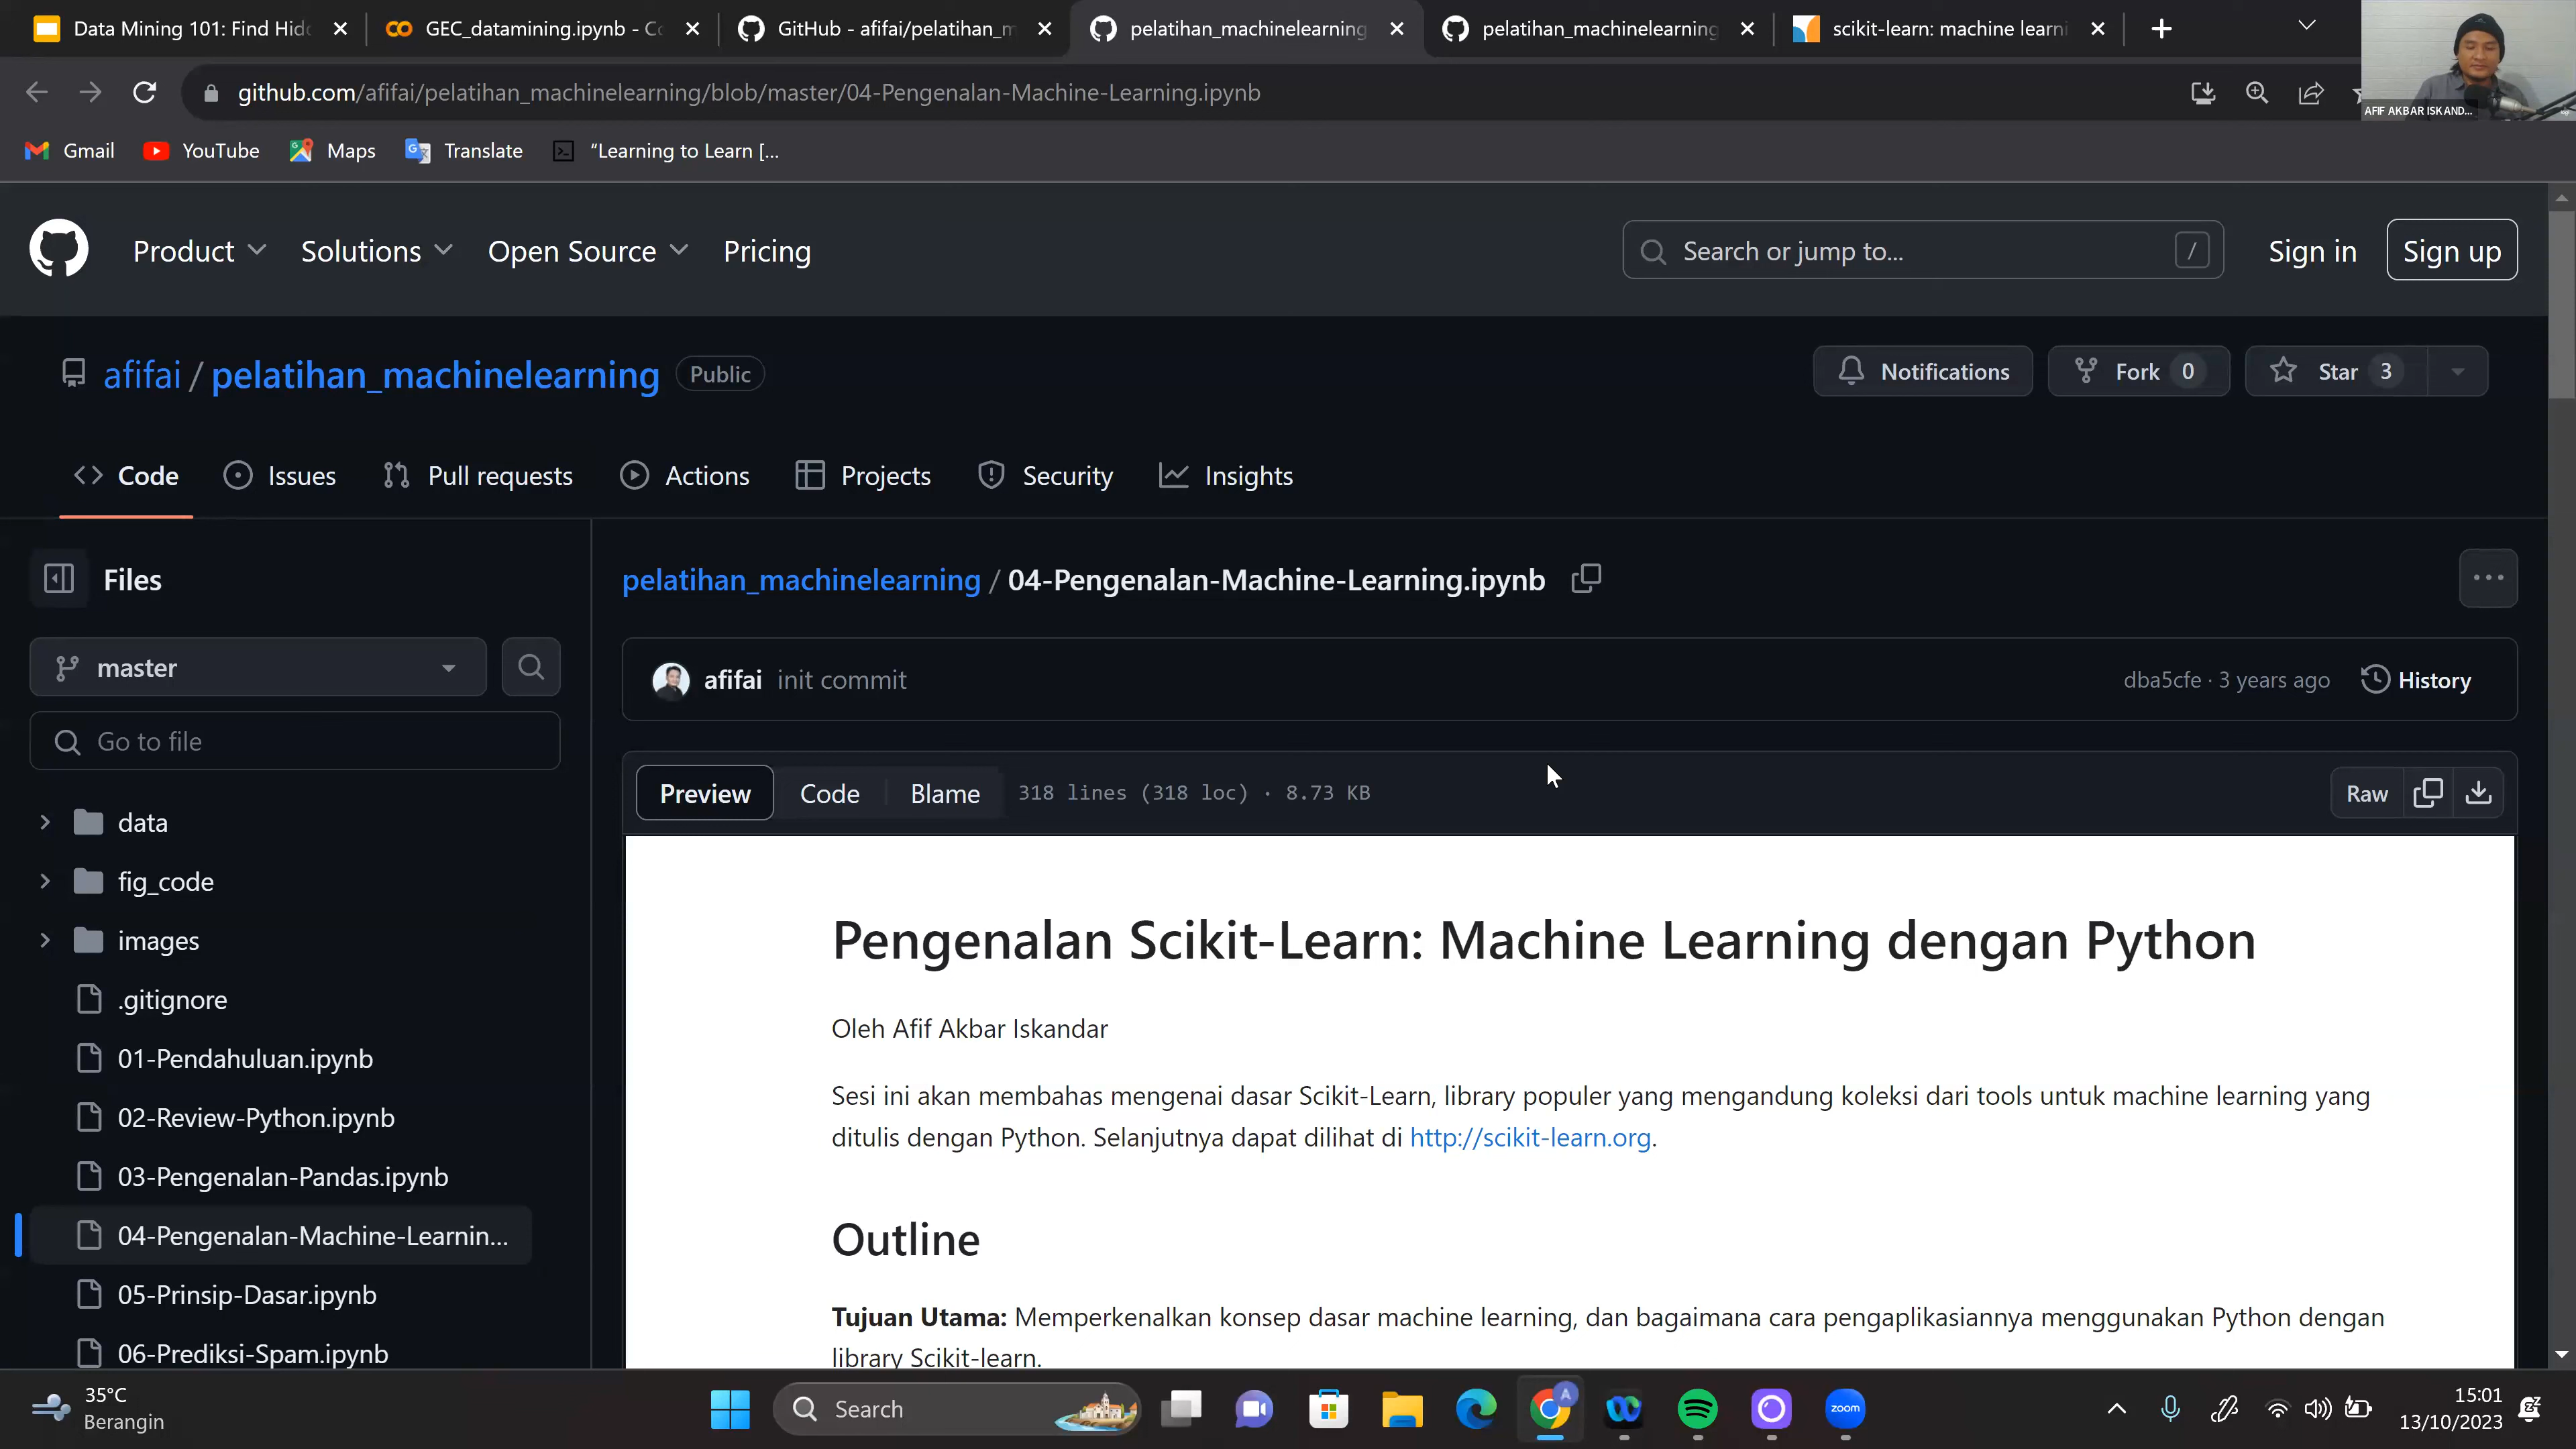 Data Mining 101: Find Hid
GEC_datamining.ipynb - Co
GitHub - afifai/pelatihan_m
pelatihan_machinelearning
pelatihan_machinelearning
scikit-learn: machine learni
github.com/afifai/pelatihan_machinelearning/blob/master/04-Pengenalan-Machine-Learning.ipynb
AFIF AKBAR ISKAND...
Gmail
YouTube
Maps
Translate
“Learning to Learn [...
Product
Solutions
Open Source
Pricing
Search or jump to...
/
Sign in
Sign up
afifai / pelatihan_machinelearning
Public
Notifications
Fork 0
Star 3
Code
Issues
Pull requests
Actions
Projects
Security
Insights
Files
pelatihan_machinelearning / 04-Pengenalan-Machine-Learning.ipynb
master
afifai init commit
dba5cfe · 3 years ago
History
Go to file
Preview
Code
Blame
318 lines (318 loc) · 8.73 KB
Raw
data
fig_code
images
.gitignore
01-Pendahuluan.ipynb
02-Review-Python.ipynb
03-Pengenalan-Pandas.ipynb
04-Pengenalan-Machine-Learnin...
05-Prinsip-Dasar.ipynb
06-Prediksi-Spam.ipynb
Pengenalan Scikit-Learn: Machine Learning dengan Python
Oleh Afif Akbar Iskandar
Sesi ini akan membahas mengenai dasar Scikit-Learn, library populer yang mengandung koleksi dari tools untuk machine learning yang
ditulis dengan Python. Selanjutnya dapat dilihat di http://scikit-learn.org.
Outline
Tujuan Utama: Memperkenalkan konsep dasar machine learning, dan bagaimana cara pengaplikasiannya menggunakan Python dengan
library Scikit-learn.
35°C
Berangin
Search
A
zoom
15:01
13/10/2023